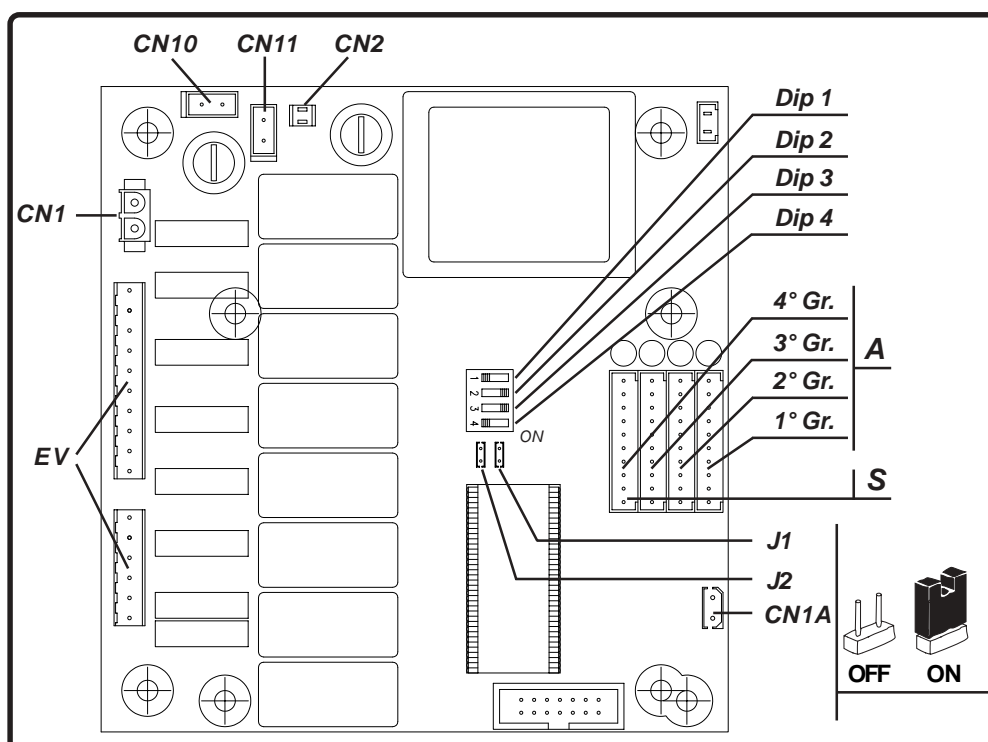 CN10
CN11
CN2
Dip 1
Dip 2
Dip 3
Dip 4
CN1
4° Gr.
3° Gr.
A
2° Gr.
1° Gr.
1
2
3
4
ON
EV
S
J1
J2
CN1A
OFF
ON